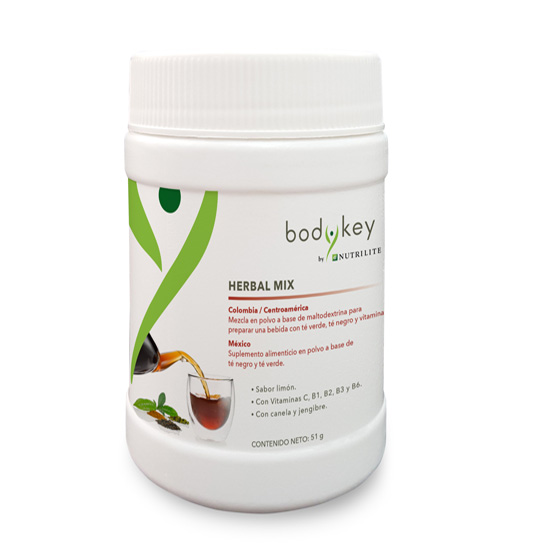 bodykey
by NUTRILITE
HERBAL MIX
Colombia / Centroamérica
Mezcla en polvo a base de maltodextrina para
preparar una bebida con té verde, té negro y vitamina
México
Suplemento alimenticio en polvo a base de
té negro y té verde.
• Sabor limón.
• Con Vitaminas C, B1, B2, B3 y B6.
• Con canela y jengibre.
CONTENIDO NETO: 51 g